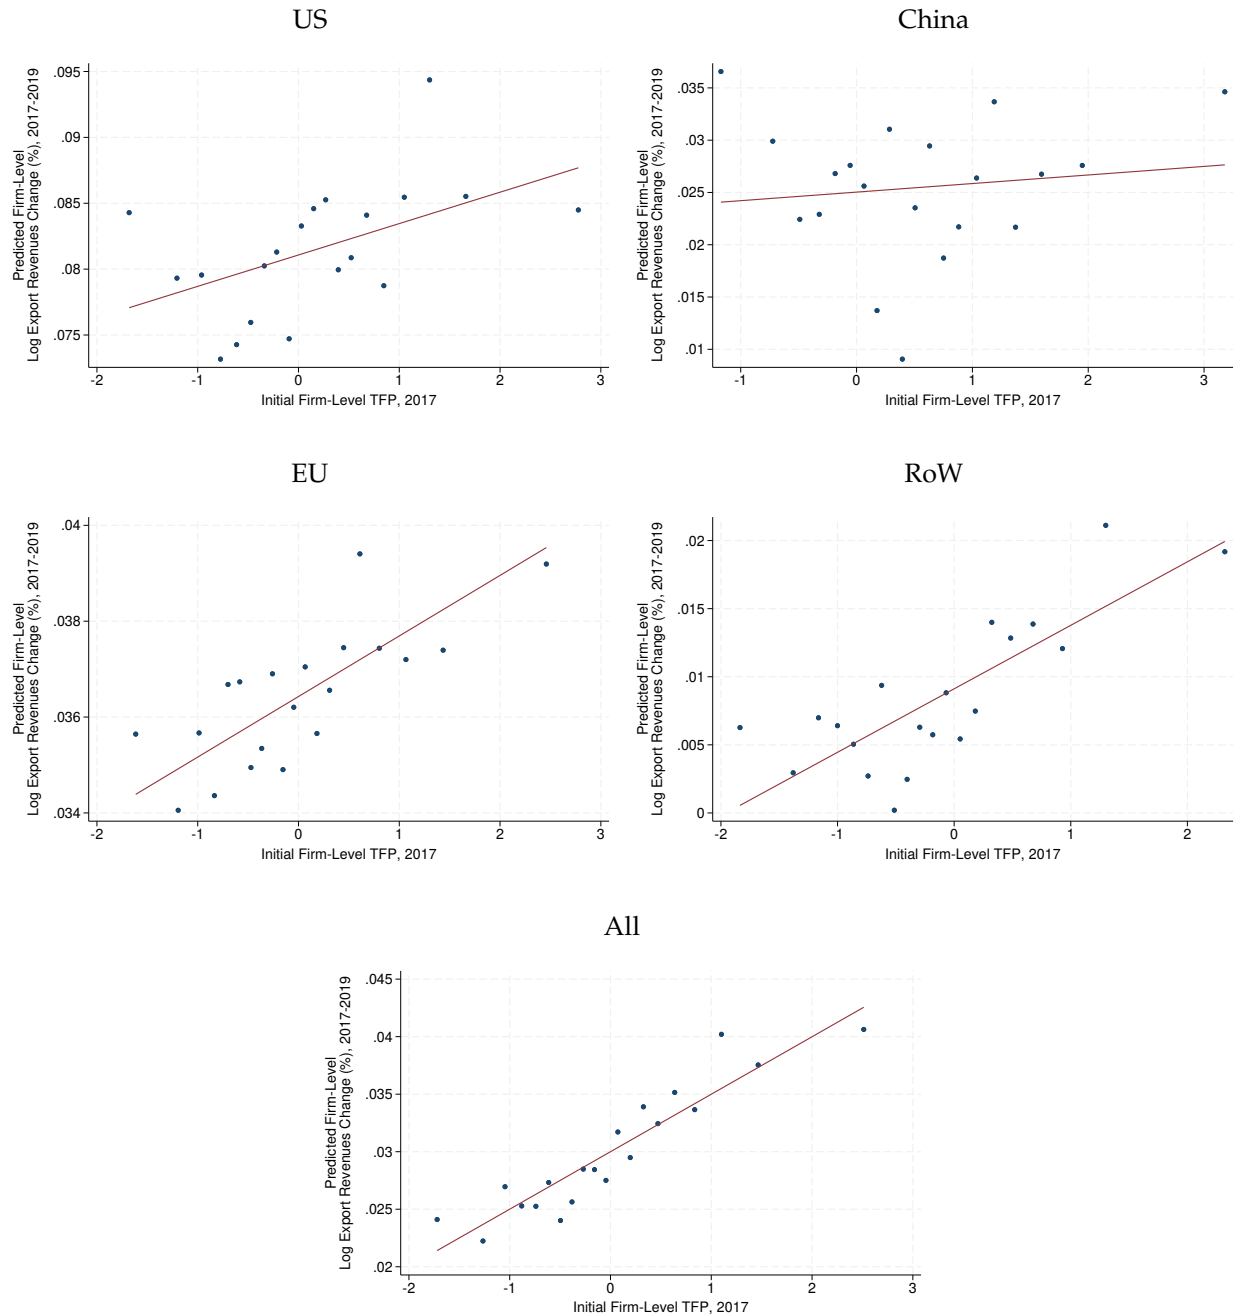 US
Predicted Firm-Level
Log Export Revenues Change (%), 2017-2019
.095
.09
.085
.08
.075
-2 -1 0 1 2 3
Initial Firm-Level TFP, 2017
China
Predicted Firm-Level
Log Export Revenues Change (%), 2017-2019
.035
.03
.025
.02
.015
.01
-1 0 1 2 3
Initial Firm-Level TFP, 2017
EU
Predicted Firm-Level
Log Export Revenues Change (%), 2017-2019
.04
.038
.036
.034
-2 -1 0 1 2 3
Initial Firm-Level TFP, 2017
RoW
Predicted Firm-Level
Log Export Revenues Change (%), 2017-2019
.02
.015
.01
.005
0
-2 -1 0 1 2
Initial Firm-Level TFP, 2017
All
Predicted Firm-Level
Log Export Revenues Change (%), 2017-2019
.045
.04
.035
.03
.025
.02
-2 -1 0 1 2 3
Initial Firm-Level TFP, 2017